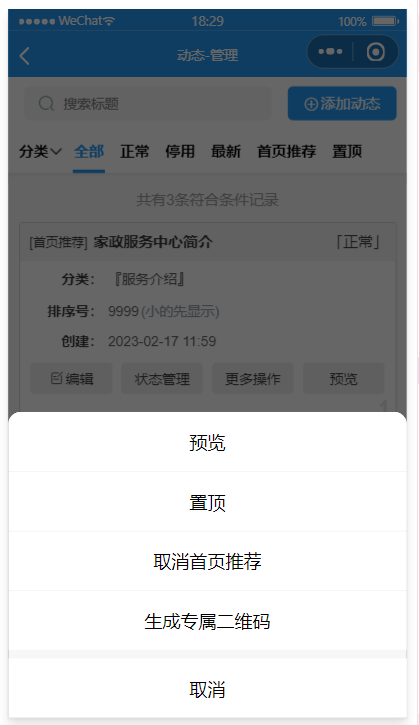 WeChat 18:29 100%
动态-管理
搜索标题 添加动态
分类 全部 正常 停用 最新 首页推荐 置顶
共有3条符合条件记录
[首页推荐] 家政服务中心简介 「正常」
分类: 『服务介绍』
排序号: 9999(小的先显示)
创建: 2023-02-17 11:59
编辑 状态管理 更多操作 预览
1
预览
置顶
取消首页推荐
生成专属二维码
取消